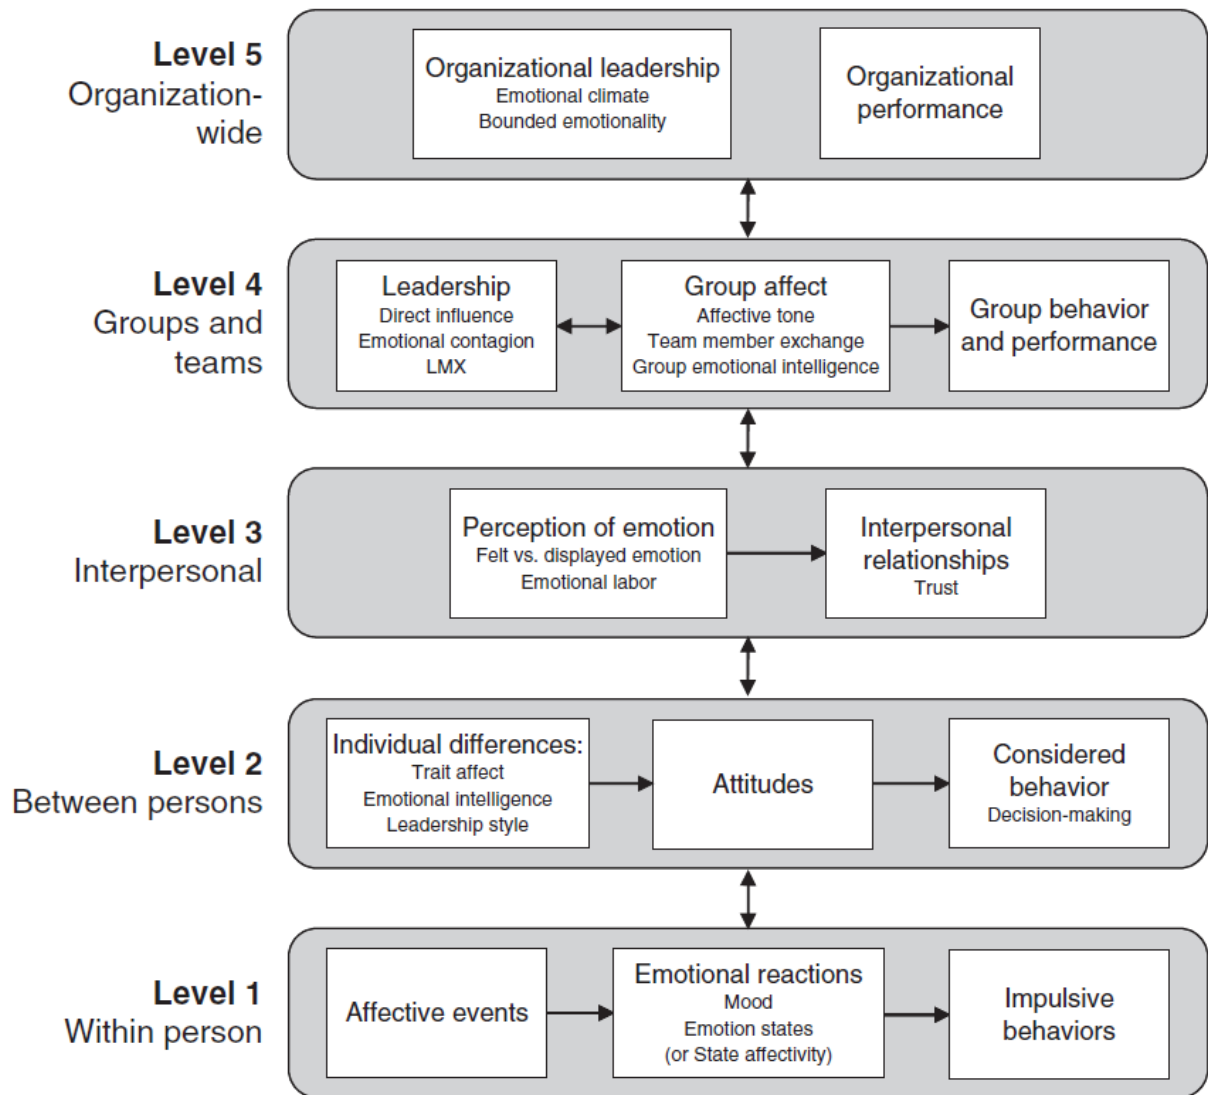 Level 5
Organization-
wide
Organizational leadership
Emotional climate
Bounded emotionality
Organizational
performance
Level 4
Groups and
teams
Leadership
Direct influence
Emotional contagion
LMX
Group affect
Affective tone
Team member exchange
Group emotional intelligence
Group behavior
and performance
Level 3
Interpersonal
Perception of emotion
Felt vs. displayed emotion
Emotional labor
Interpersonal
relationships
Trust
Level 2
Between persons
Individual differences:
Trait affect
Emotional intelligence
Leadership style
Attitudes
Considered
behavior
Decision-making
Level 1
Within person
Affective events
Emotional reactions
Mood
Emotion states
(or State affectivity)
Impulsive
behaviors